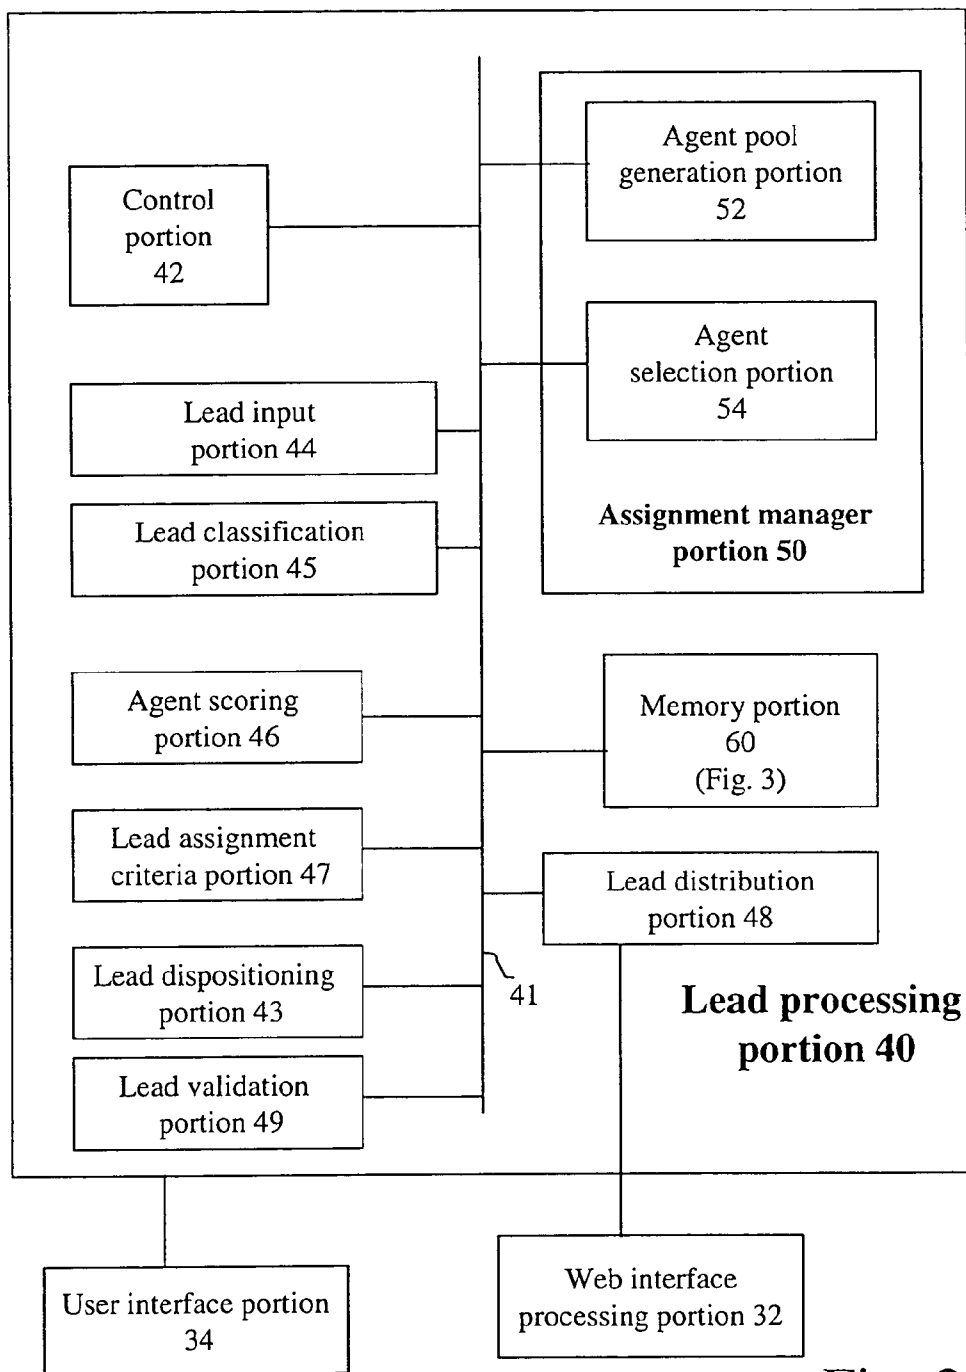 Control
portion
42
Agent pool
generation portion
52
Agent
selection portion
54
Assignment manager
portion 50
Lead input
portion 44
Lead classification
portion 45
Agent scoring
portion 46
Memory portion
60
(Fig. 3)
Lead assignment
criteria portion 47
Lead distribution
portion 48
Lead dispositioning
portion 43
41
Lead processing
portion 40
Lead validation
portion 49
User interface portion
34
Web interface
processing portion 32